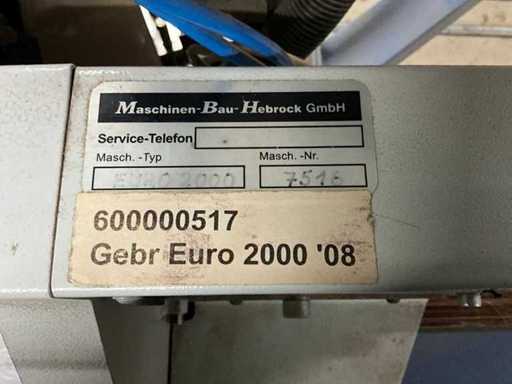 Maschinen-Bau-Hebrock GmbH
Service-Telefon
Masch. -Typ Masch. -Nr.
EURO 2000 7516
600000517
Gebr Euro 2000 '08